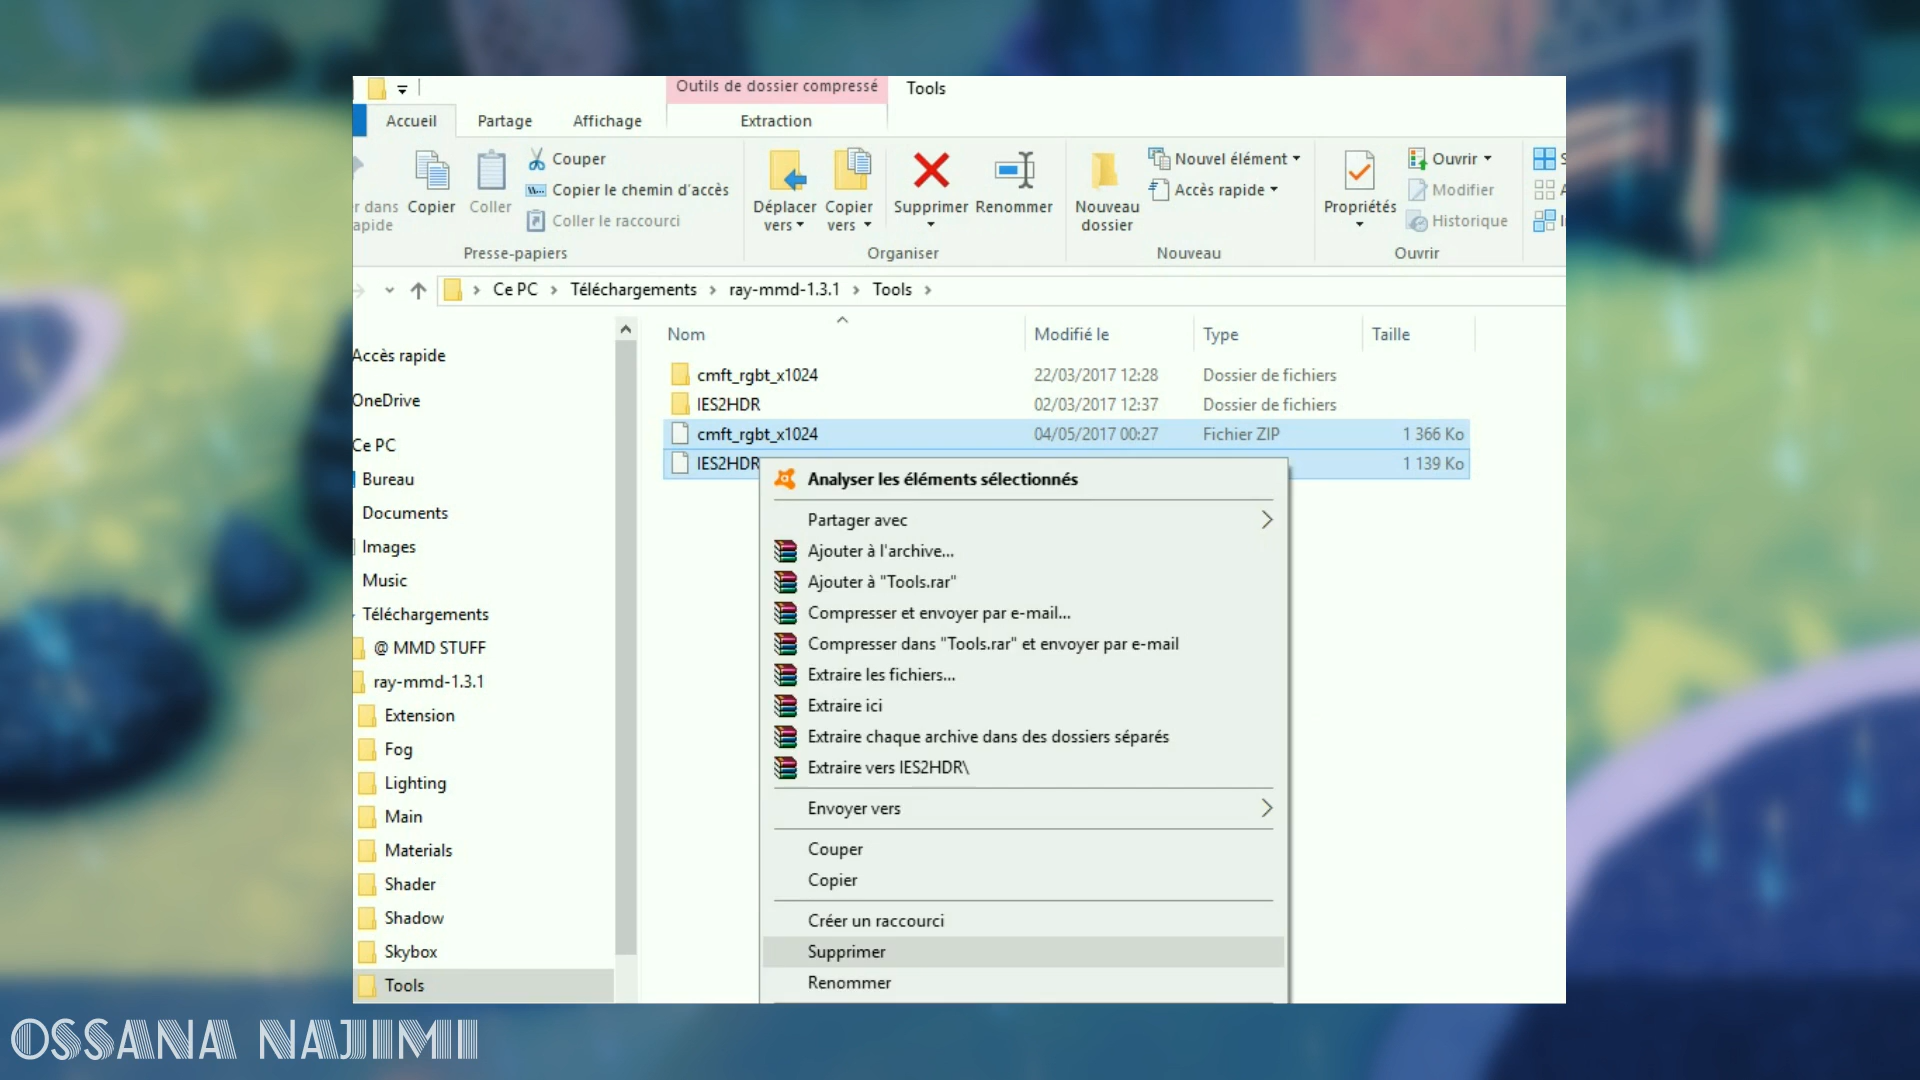 Outils de dossier compressé
Tools
Accueil
Partage
Affichage
Extraction
er dans
apide
Copier
Coller
Couper
Copier le chemin d'accès
Coller le raccourci
Presse-papiers
Déplacer vers
Copier vers
Supprimer
Renommer
Organiser
Nouveau dossier
Nouvel élément
Accès rapide
Nouveau
Propriétés
Ouvrir
Modifier
Historique
Ouvrir
Ce PC > Téléchargements > ray-mmd-1.3.1 > Tools >
Accès rapide
OneDrive
Ce PC
Bureau
Documents
Images
Music
Téléchargements
@ MMD STUFF
ray-mmd-1.3.1
Extension
Fog
Lighting
Main
Materials
Shader
Shadow
Skybox
Tools
Nom Modifié le Type Taille
cmft_rgbt_x1024 22/03/2017 12:28 Dossier de fichiers
IES2HDR 02/03/2017 12:37 Dossier de fichiers
cmft_rgbt_x1024 04/05/2017 00:27 Fichier ZIP 1 366 Ko
IES2HDR 1 139 Ko
Analyser les éléments sélectionnés
Partager avec
Ajouter à l'archive...
Ajouter à "Tools.rar"
Compresser et envoyer par e-mail...
Compresser dans "Tools.rar" et envoyer par e-mail
Extraire les fichiers...
Extraire ici
Extraire chaque archive dans des dossiers séparés
Extraire vers IES2HDR\
Envoyer vers
Couper
Copier
Créer un raccourci
Supprimer
Renommer
OSSANA NAJIMI